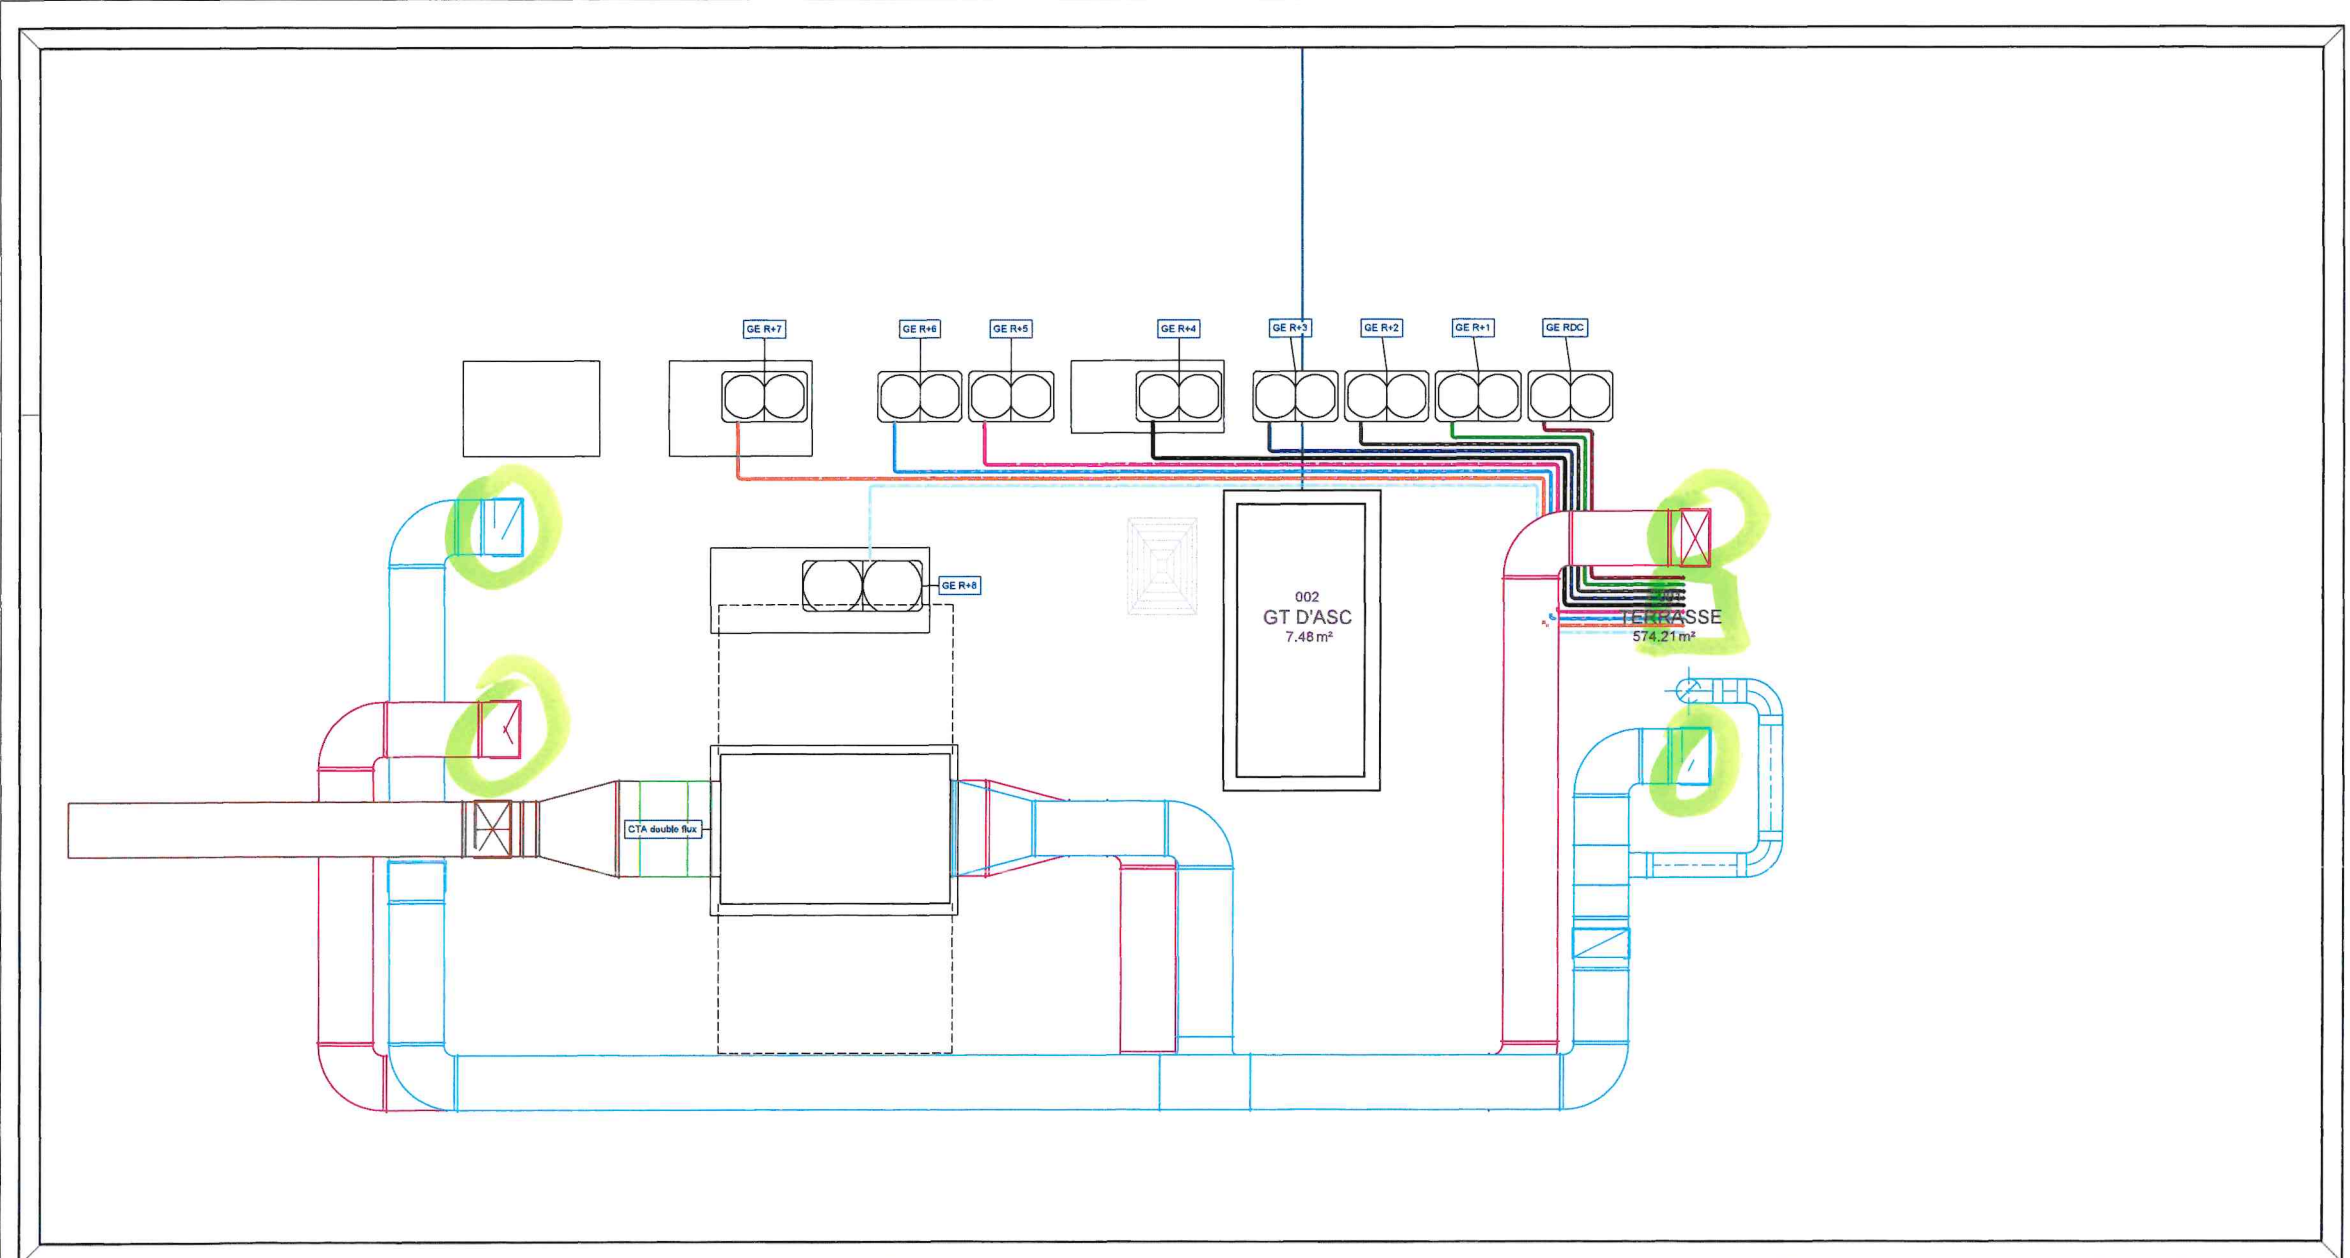 GE R+7
GE R+6
GE R+5
GE R+4
GE R+3
GE R+2
GE R+1
GE RDC
GE R+8
002
GT D'ASC
7.48 m²
TERRASSE
574.21 m²
CTA double flux